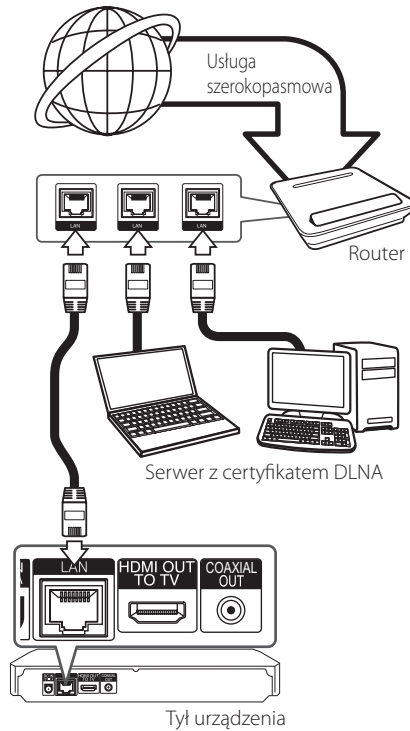 Usługa
szerokopasmowa
Router
LAN
LAN
LAN
Serwer z certyfikatem DLNA
LAN
HDMI OUT
TO TV
COAXIAL
OUT
Tył urządzenia